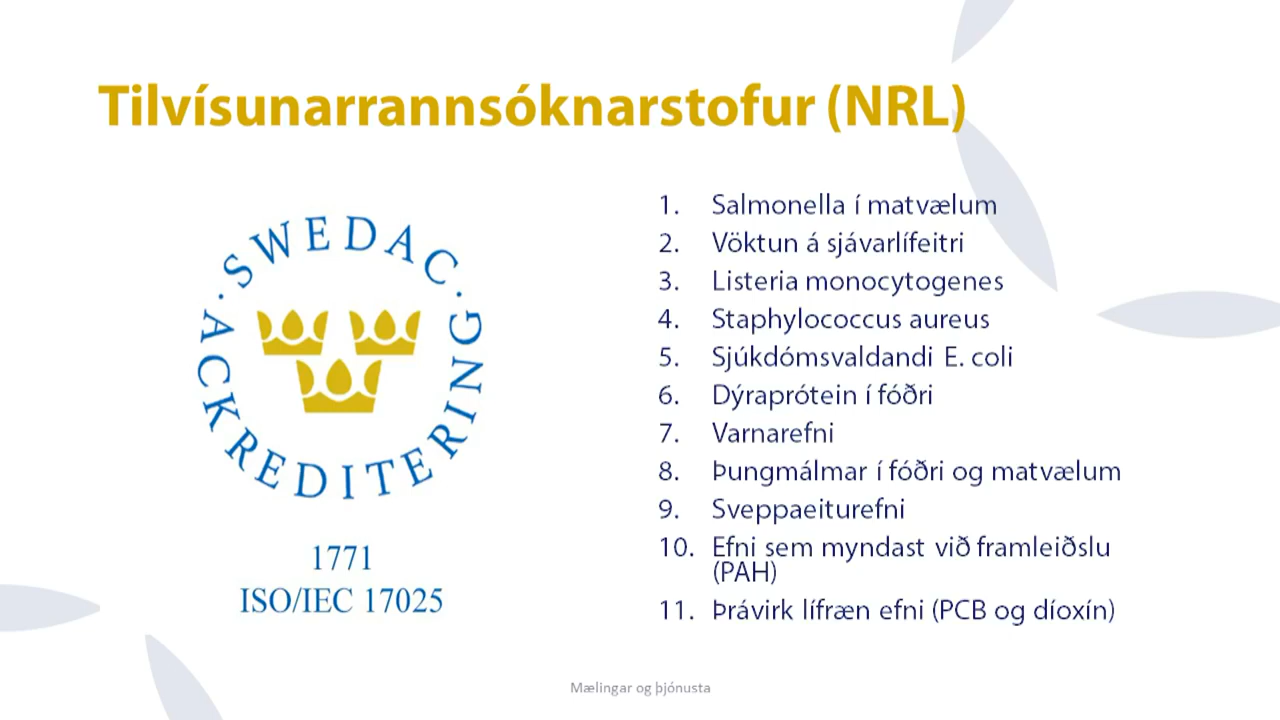 Tilvísunarrannsóknarstofur (NRL)
· SWEDAC ·
ACKREDITERING
1771
ISO/IEC 17025
1. Salmonella í matvælum
2. Vöktun á sjávarlífeitri
3. Listeria monocytogenes
4. Staphylococcus aureus
5. Sjúkdómsvaldandi E. coli
6. Dýraprótein í fóðri
7. Varnarefni
8. Þungmálmar í fóðri og matvælum
9. Sveppaeiturefni
10. Efni sem myndast við framleiðslu
(PAH)
11. Þrávirk lífræn efni (PCB og díoxín)
Mælingar og þjónusta